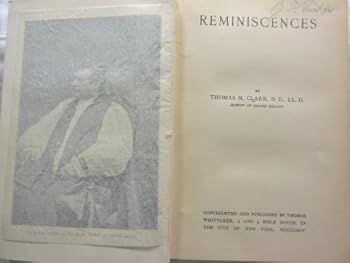 REMINISCENCES
BY
THOMAS M. CLARK, D. D., LL. D.
BISHOP OF RHODE ISLAND
COPYRIGHTED AND PUBLISHED BY THOMAS
WHITTAKER, 2 AND 3 BIBLE HOUSE, IN
THE CITY OF NEW YORK, MDCCCXCV